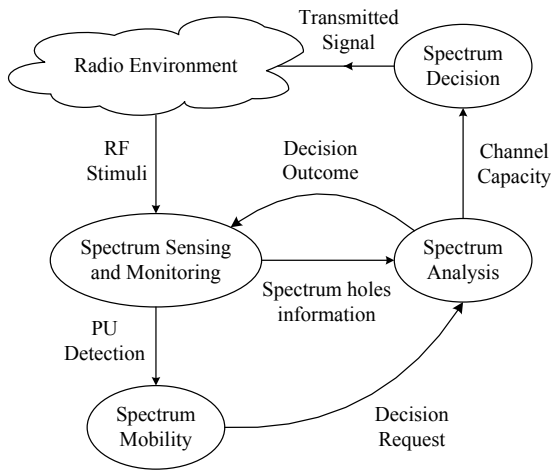 Transmitted
Signal
Radio Environment
Spectrum
Decision
RF
Stimuli
Decision
Outcome
Channel
Capacity
Spectrum Sensing
and Monitoring
Spectrum
Analysis
Spectrum holes
information
PU
Detection
Spectrum
Mobility
Decision
Request